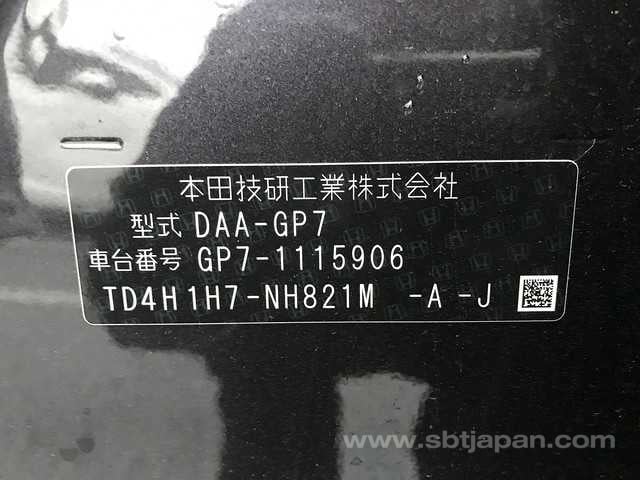 本田技研工業株式会社
型式 DAA-GP7
車台番号 GP7-1115906
TD4H1H7-NH821M -A-J
www.sbtjapan.com